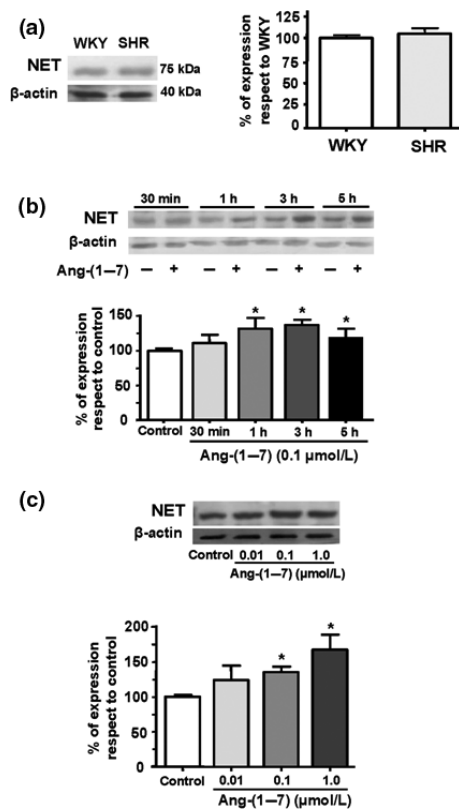 (a)
WKY SHR
NET
75 kDa
β-actin
40 kDa
% of expression
respect to WKY
125
100
75
50
25
0
WKY SHR
(b)
30 min 1 h 3 h 5 h
NET
β-actin
Ang-(1–7) – + – + – + – +
% of expression
respect to control
150
100
50
0
* * *
Control 30 min 1 h 3 h 5 h
Ang-(1–7) (0.1 µmol/L)
(c)
NET
β-actin
Control 0.01 0.1 1.0
Ang-(1–7) (µmol/L)
% of expression
respect to control
200
150
100
50
0
* *
Control 0.01 0.1 1.0
Ang-(1–7) (µmol/L)